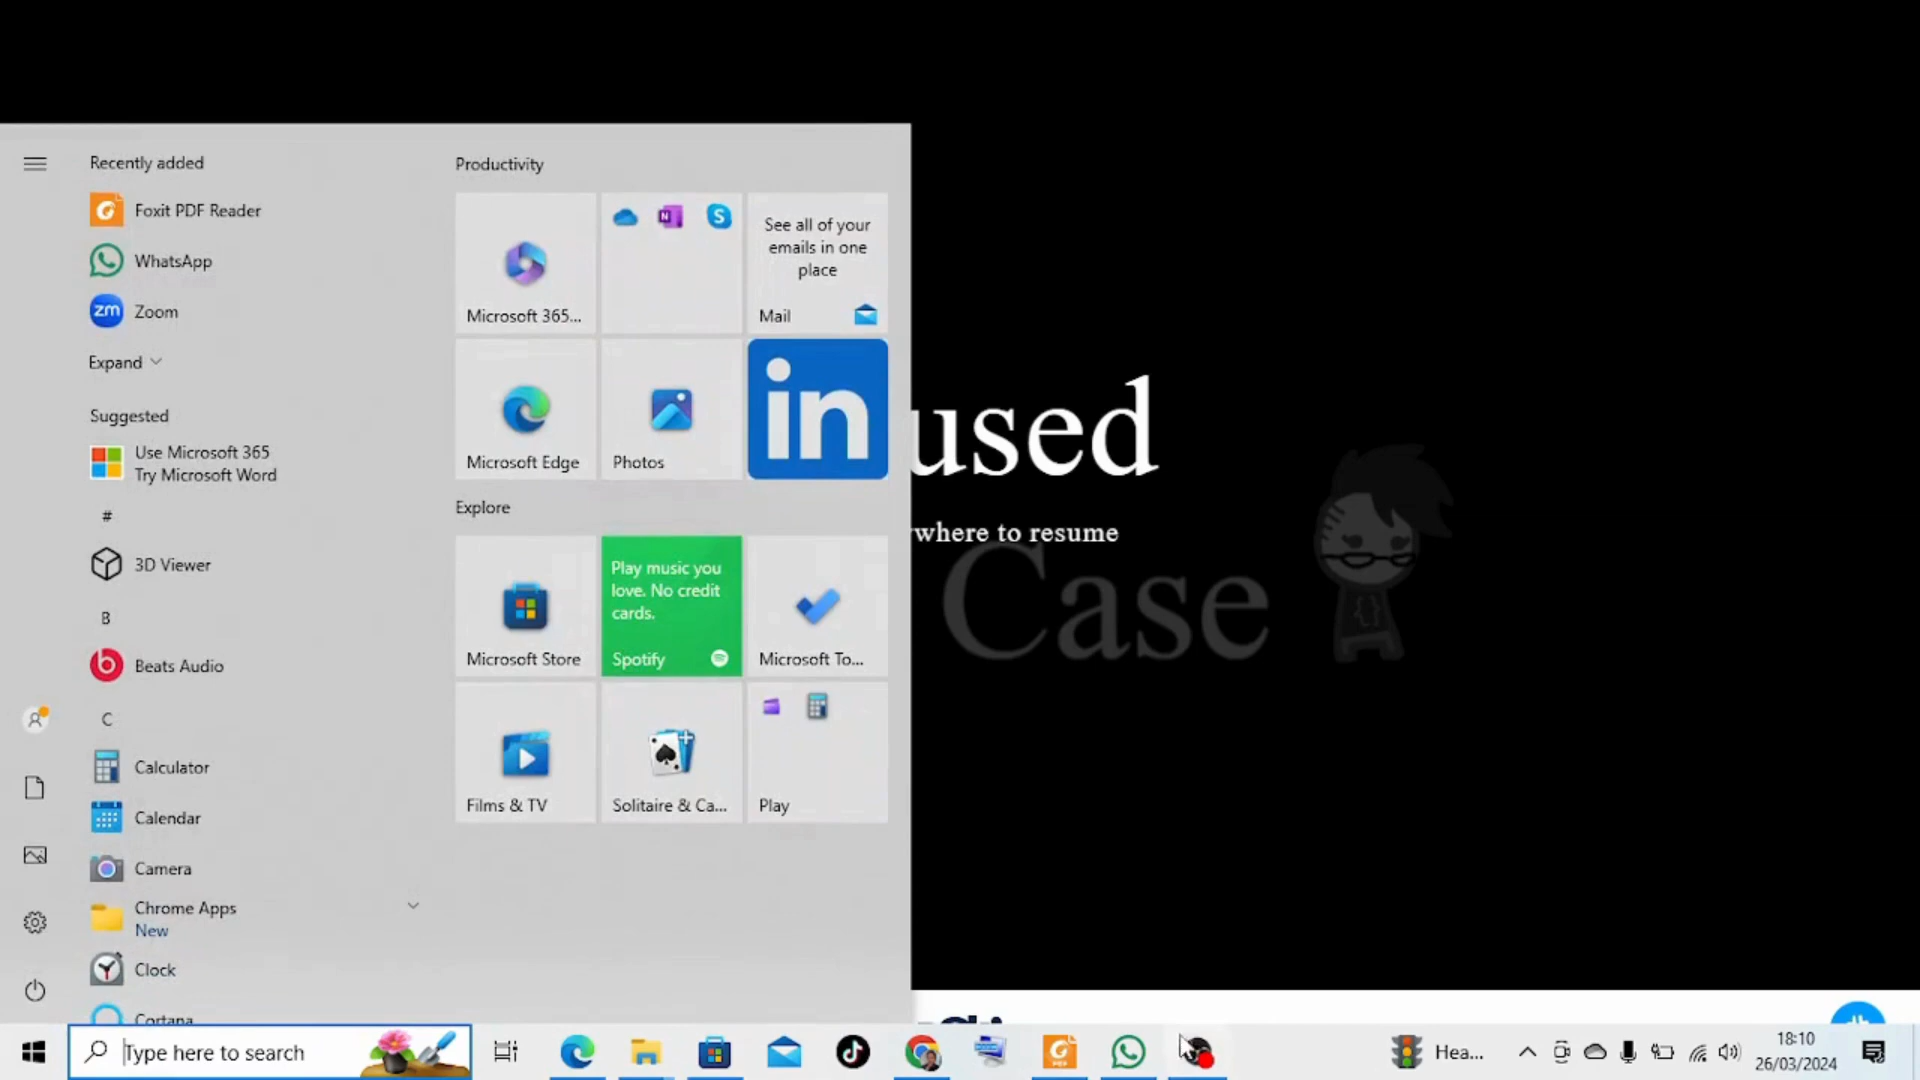 Recently added
Foxit PDF Reader
WhatsApp
zm
Zoom
Expand
Suggested
Use Microsoft 365
Try Microsoft Word
#
3D Viewer
B
Beats Audio
C
Calculator
Calendar
Camera
Chrome Apps
New
Clock
Cortana
Productivity
Microsoft 365...
N
S
See all of your
emails in one
place
Mail
Microsoft Edge
Photos
in
Explore
Microsoft Store
Play music you
love. No credit
cards.
Spotify
Microsoft To...
Films & TV
Solitaire & Ca...
Play
used
where to resume
Case
Type here to search
Hea...
18:10
26/03/2024